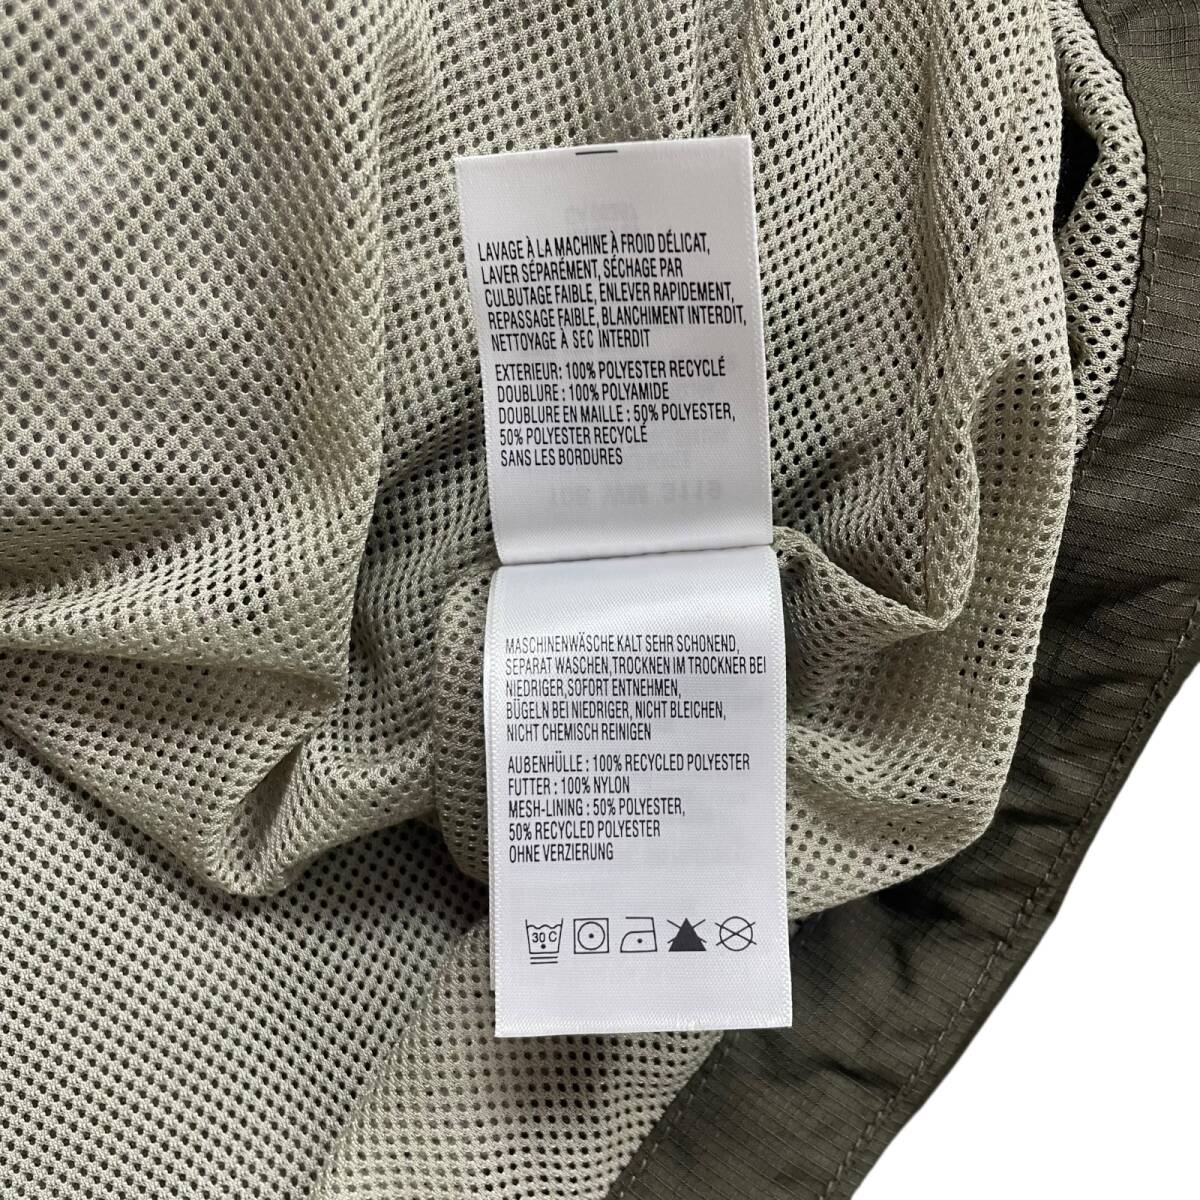 LAVAGE À LA MACHINE À FROID DÉLICAT,
LAVER SÉPARÉMENT, SÉCHAGE PAR
CULBUTAGE FAIBLE, ENLEVER RAPIDEMENT,
REPASSAGE FAIBLE, BLANCHIMENT INTERDIT,
NETTOYAGE À SEC INTERDIT
EXTERIEUR: 100% POLYESTER RECYCLÉ
DOUBLURE : 100% POLYAMIDE
DOUBLURE EN MAILLE : 50% POLYESTER,
50% POLYESTER RECYCLÉ
SANS LES BORDURES
MASCHINENWÄSCHE KALT SEHR SCHONEND,
SEPARAT WASCHEN,TROCKNEN IM TROCKNER BEI
NIEDRIGER,SOFORT ENTNEHMEN,
BÜGELN BEI NIEDRIGER, NICHT BLEICHEN,
NICHT CHEMISCH REINIGEN
AUßENHÜLLE : 100% RECYCLED POLYESTER
FUTTER : 100% NYLON
MESH-LINING : 50% POLYESTER,
50% RECYCLED POLYESTER
OHNE VERZIERUNG
30 C